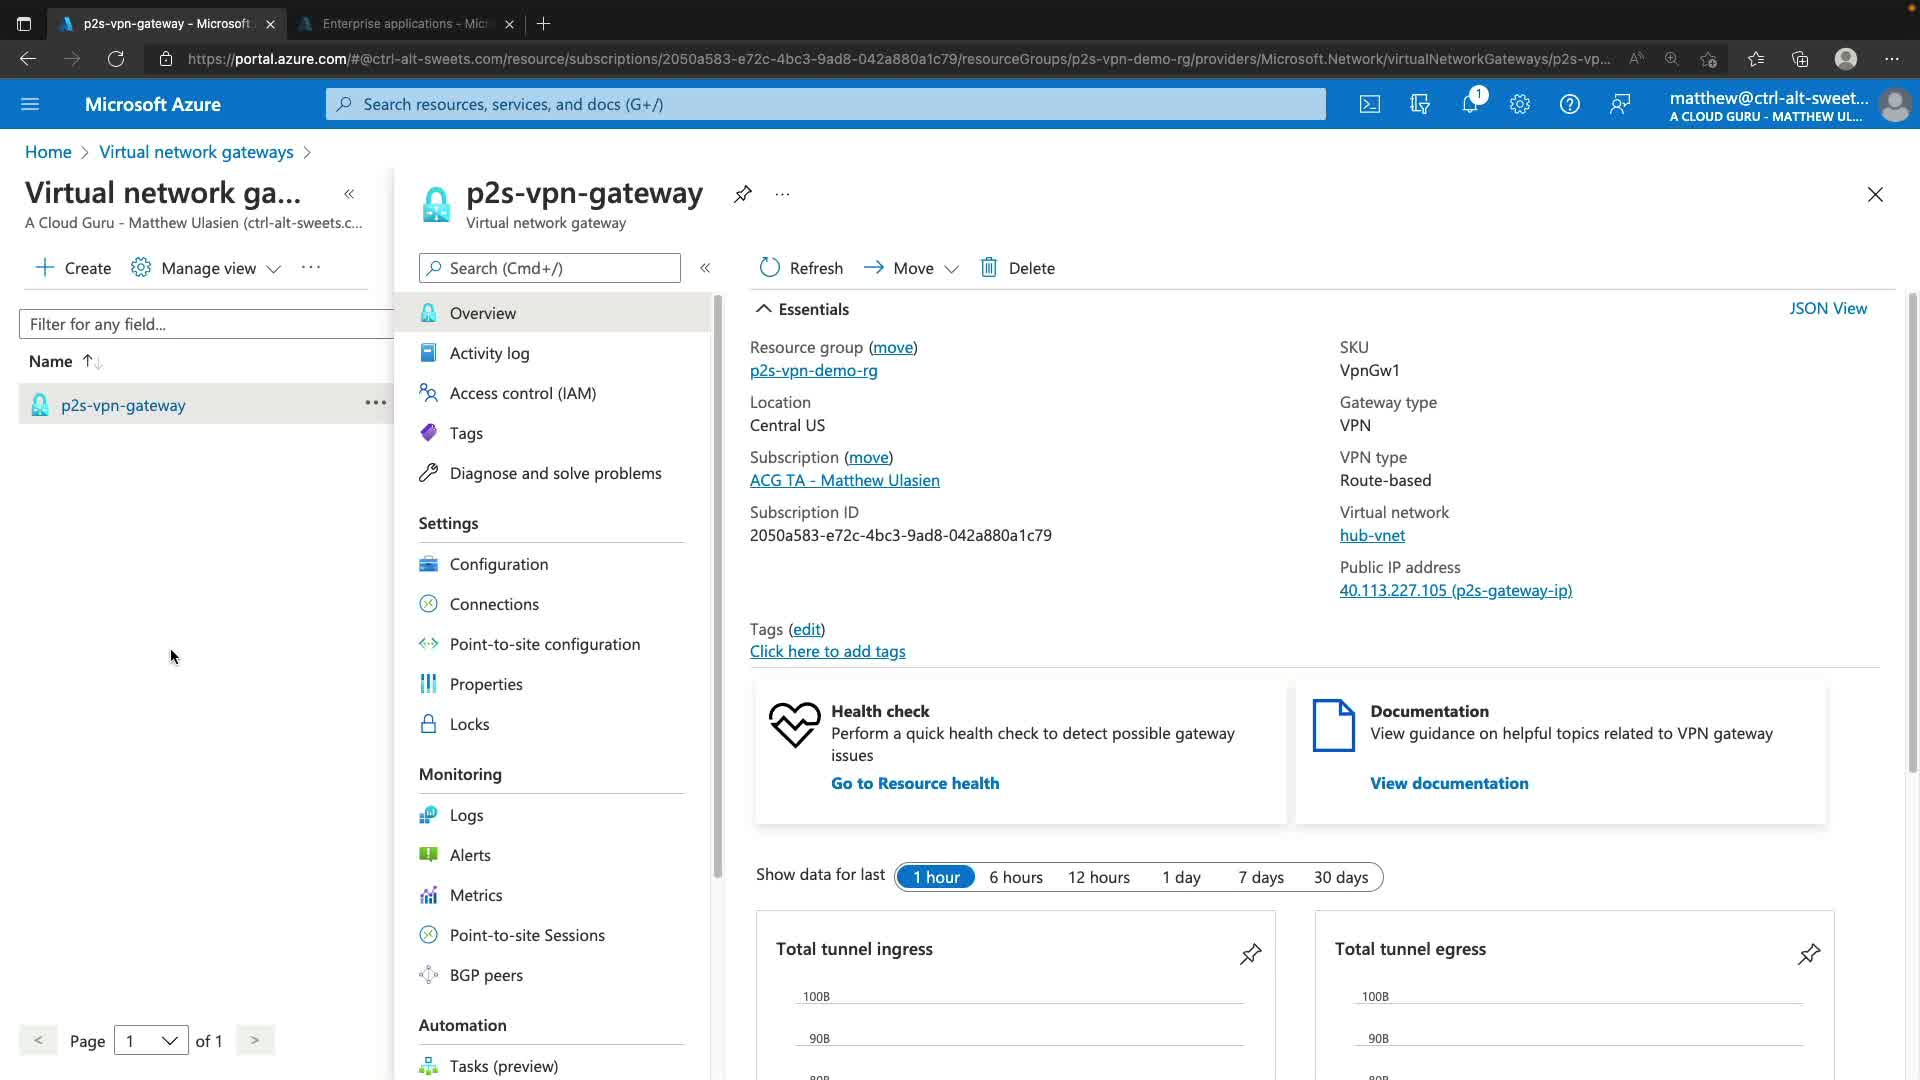 p2s-vpn-gateway - Microsoft
Enterprise applications - Mic
https://portal.azure.com/#@ctrl-alt-sweets.com/resource/subscriptions/2050a583-e72c-4bc3-9ad8-042a880a1c79/resourceGroups/p2s-vpn-demo-rg/providers/Microsoft.Network/virtualNetworkGateways/p2s-vp...
Microsoft Azure
Search resources, services, and docs (G+/)
1
matthew@ctrl-alt-sweet...
A CLOUD GURU - MATTHEW UL...
Home > Virtual network gateways >
Virtual network ga...
A Cloud Guru - Matthew Ulasien (ctrl-alt-sweets.c...
Create
Manage view
Filter for any field...
Name
p2s-vpn-gateway
< Page 1 of 1 >
p2s-vpn-gateway
Virtual network gateway
Search (Cmd+/)
Overview
Activity log
Access control (IAM)
Tags
Diagnose and solve problems
Settings
Configuration
Connections
Point-to-site configuration
Properties
Locks
Monitoring
Logs
Alerts
Metrics
Point-to-site Sessions
BGP peers
Automation
Tasks (preview)
Refresh
Move
Delete
Essentials
JSON View
Resource group (move)
p2s-vpn-demo-rg
Location
Central US
Subscription (move)
ACG TA - Matthew Ulasien
Subscription ID
2050a583-e72c-4bc3-9ad8-042a880a1c79
SKU
VpnGw1
Gateway type
VPN
VPN type
Route-based
Virtual network
hub-vnet
Public IP address
40.113.227.105 (p2s-gateway-ip)
Tags (edit)
Click here to add tags
Health check
Perform a quick health check to detect possible gateway
issues
Go to Resource health
Documentation
View guidance on helpful topics related to VPN gateway
View documentation
Show data for last
1 hour
6 hours
12 hours
1 day
7 days
30 days
Total tunnel ingress
100B
90B
80B
Total tunnel egress
100B
90B
80B